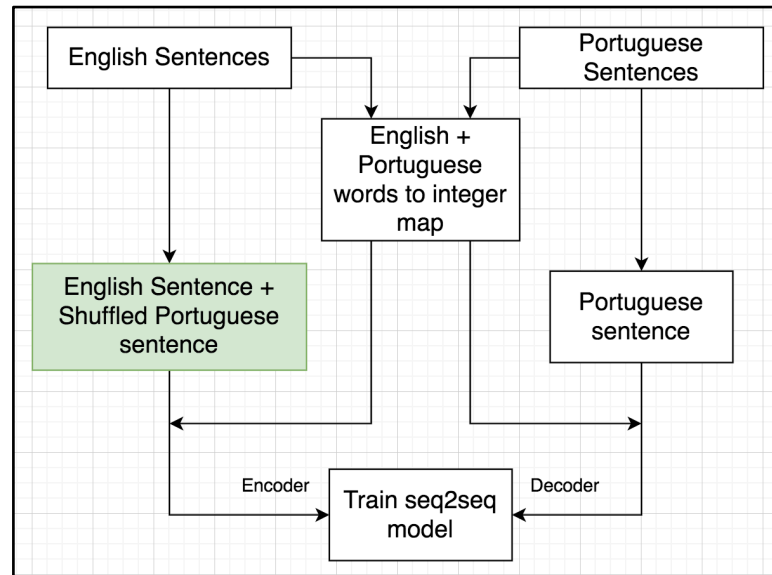 English Sentences
Portuguese
Sentences
English +
Portuguese
words to integer
map
English Sentence +
Shuffled Portuguese
sentence
Portuguese
sentence
Encoder
Train seq2seq
model
Decoder